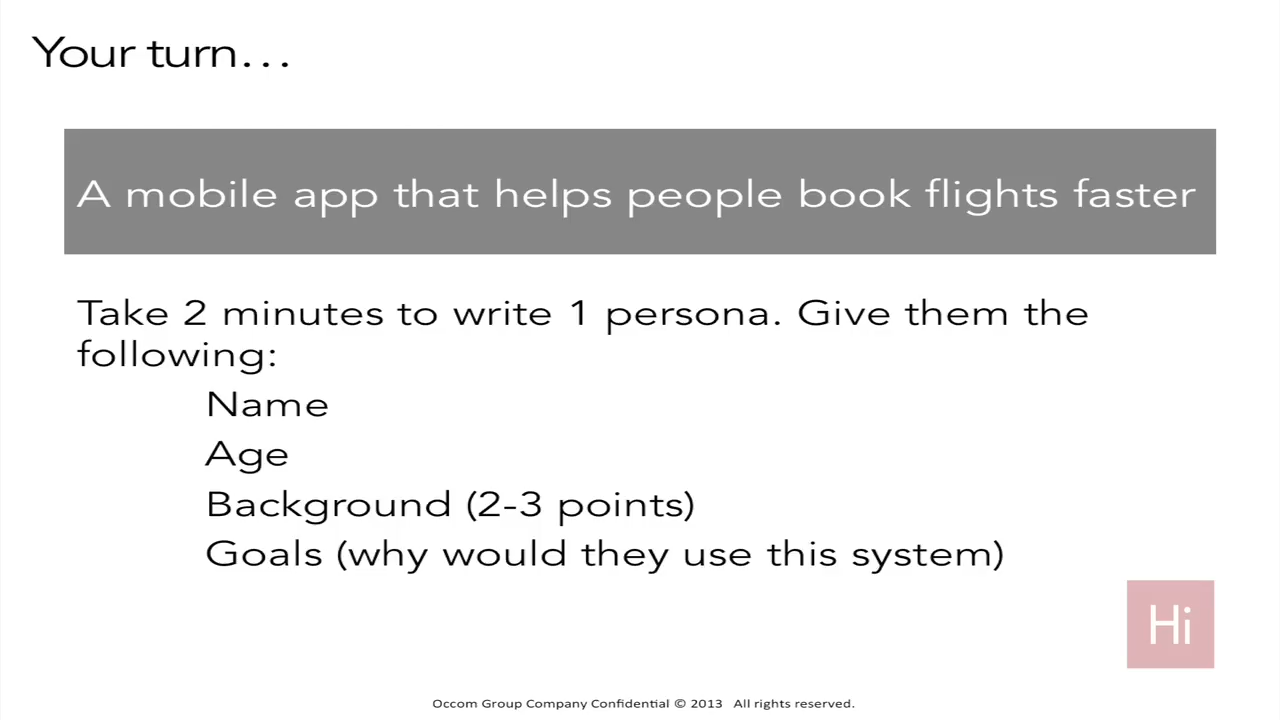 Your turn…
A mobile app that helps people book flights faster
Take 2 minutes to write 1 persona. Give them the
following:
Name
Age
Background (2-3 points)
Goals (why would they use this system)
Hi
Occom Group Company Confidential © 2013 All rights reserved.